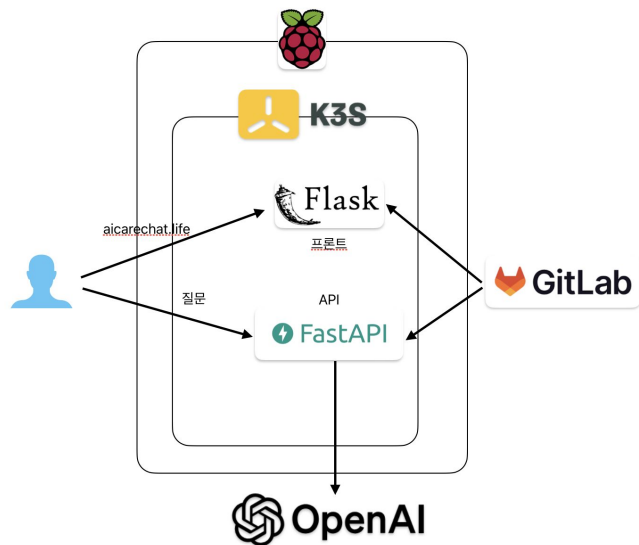 K3S
Flask
aicarechat.life
프론트
GitLab
질문
API
FastAPI
OpenAI